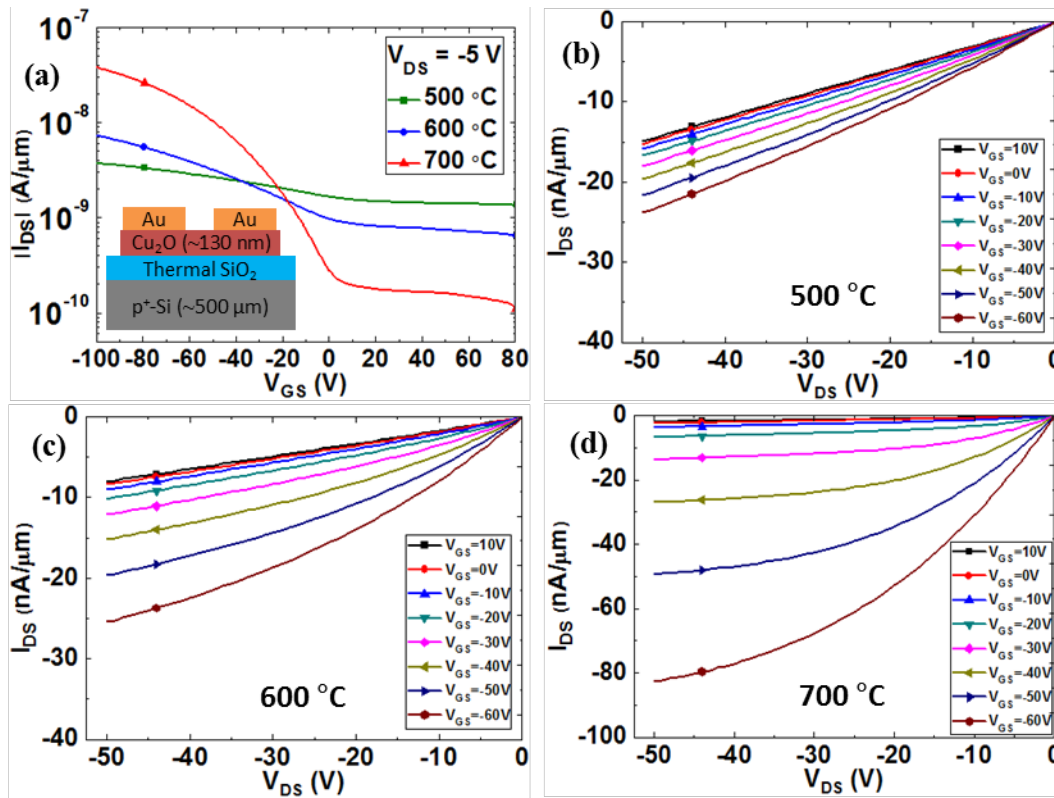 (a)
V_DS = -5 V
500 °C
600 °C
700 °C
10^-7
10^-8
10^-9
10^-10
|I_DS| (A/μm)
Au Au
Cu₂O (~130 nm)
Thermal SiO₂
p⁺-Si (~500 μm)
-100 -80 -60 -40 -20 0 20 40 60 80
V_GS (V)
(b)
0
-10
-20
-30
-40
I_DS (nA/μm)
V_GS=10V
V_GS=0V
V_GS=-10V
V_GS=-20V
V_GS=-30V
V_GS=-40V
V_GS=-50V
V_GS=-60V
500 °C
-50 -40 -30 -20 -10 0
V_DS (V)
(c)
0
-10
-20
-30
-40
I_DS (nA/μm)
V_GS=10V
V_GS=0V
V_GS=-10V
V_GS=-20V
V_GS=-30V
V_GS=-40V
V_GS=-50V
V_GS=-60V
600 °C
-50 -40 -30 -20 -10 0
V_DS (V)
(d)
0
-20
-40
-60
-80
-100
I_DS (nA/μm)
V_GS=10V
V_GS=0V
V_GS=-10V
V_GS=-20V
V_GS=-30V
V_GS=-40V
V_GS=-50V
V_GS=-60V
700 °C
-50 -40 -30 -20 -10 0
V_DS (V)